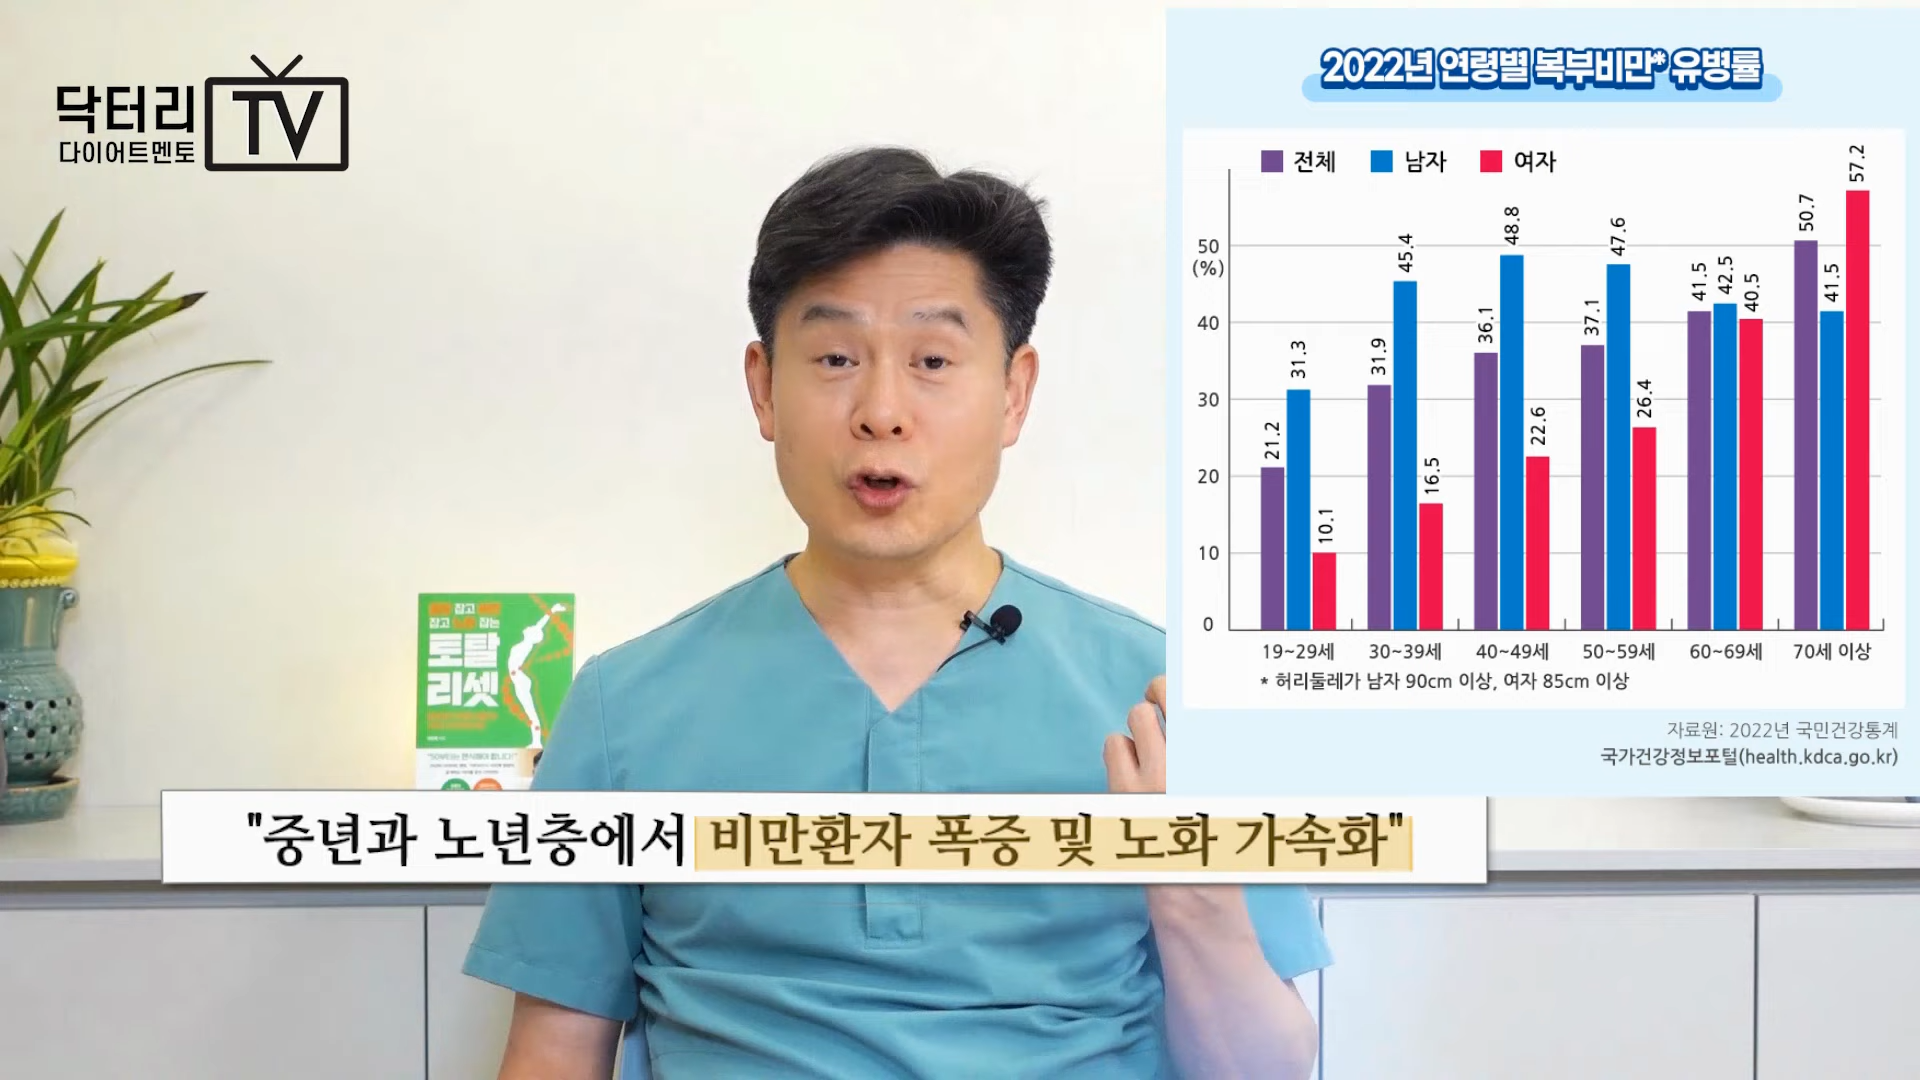 닥터리
다이어트멘토
TV
2022년 연령별 복부비만* 유병률
전체 남자 여자
50
(%)
40
30
20
10
0
21.2 31.3 10.1
31.9 45.4 16.5
36.1 48.8 22.6
37.1 47.6 26.4
41.5 42.5 40.5
50.7 41.5 57.2
19~29세 30~39세 40~49세 50~59세 60~69세 70세 이상
* 허리둘레가 남자 90cm 이상, 여자 85cm 이상
자료원: 2022년 국민건강통계
국가건강정보포털(health.kdca.go.kr)
잡고
잡고 잡는
토탈
리셋
"중년과 노년층에서 비만환자 폭증 및 노화 가속화"